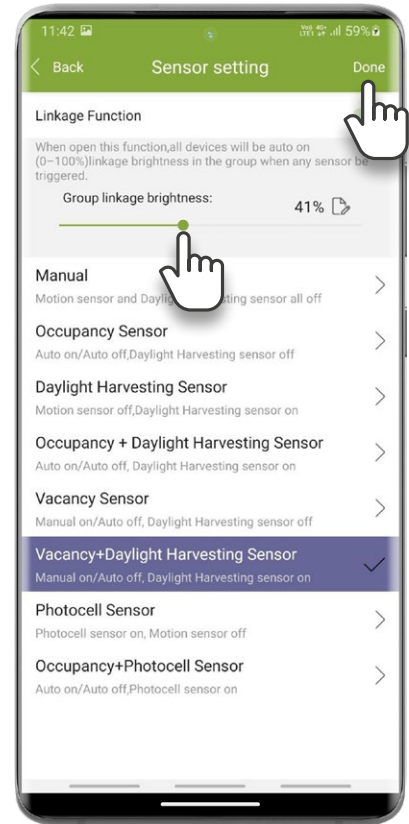 11:42 59%
Back Sensor setting Done
Linkage Function
When open this function,all devices will be auto on
(0–100%)linkage brightness in the group when any sensor be
triggered.
Group linkage brightness: 41%
Manual
Motion sensor and sensor all off
Occupancy Sensor
Auto on/Auto off,Daylight Harvesting sensor off
Daylight Harvesting Sensor
Motion sensor off,Daylight Harvesting sensor on
Occupancy + Daylight Harvesting Sensor
Auto on/Auto off, Daylight Harvesting sensor on
Vacancy Sensor
Manual on/Auto off, Daylight Harvesting sensor off
Vacancy+Daylight Harvesting Sensor
Manual on/Auto off, Daylight Harvesting sensor on
Photocell Sensor
Photocell sensor on, Motion sensor off
Occupancy+Photocell Sensor
Auto on/Auto off,Photocell sensor on